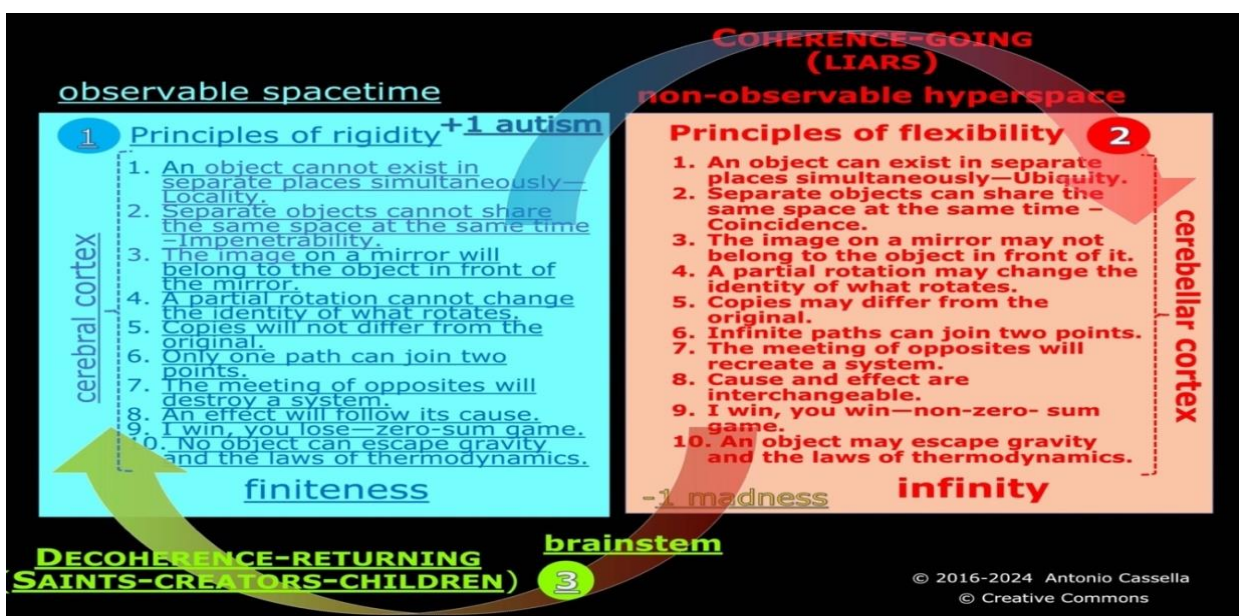 COHERENCE-GOING
(LIARS)
observable spacetime
non-observable hyperspace
1 Principles of rigidity +1 autism
1. An object cannot exist in
separate places simultaneously—
Locality.
2. Separate objects cannot share
the same space at the same time
–Impenetrability.
3. The image on a mirror will
belong to the object in front of
the mirror.
4. A partial rotation cannot change
the identity of what rotates.
5. Copies will not differ from the
original.
6. Only one path can join two
points.
7. The meeting of opposites will
destroy a system.
8. An effect will follow its cause.
9. I win, you lose—zero-sum game.
10. No object can escape gravity
and the laws of thermodynamics.
cerebral cortex
finiteness
Principles of flexibility 2
1. An object can exist in separate
places simultaneously—Ubiquity.
2. Separate objects can share the
same space at the same time –
Coincidence.
3. The image on a mirror may not
belong to the object in front of it.
4. A partial rotation may change the
identity of what rotates.
5. Copies may differ from the
original.
6. Infinite paths can join two points.
7. The meeting of opposites will
recreate a system.
8. Cause and effect are
interchangeable.
9. I win, you win—non-zero- sum
game.
10. An object may escape gravity
and the laws of thermodynamics.
cerebellar cortex
-1 madness
infinity
brainstem
DECOHERENCE-RETURNING
(SAINTS-CREATORS-CHILDREN) 3
© 2016-2024 Antonio Cassella
© Creative Commons